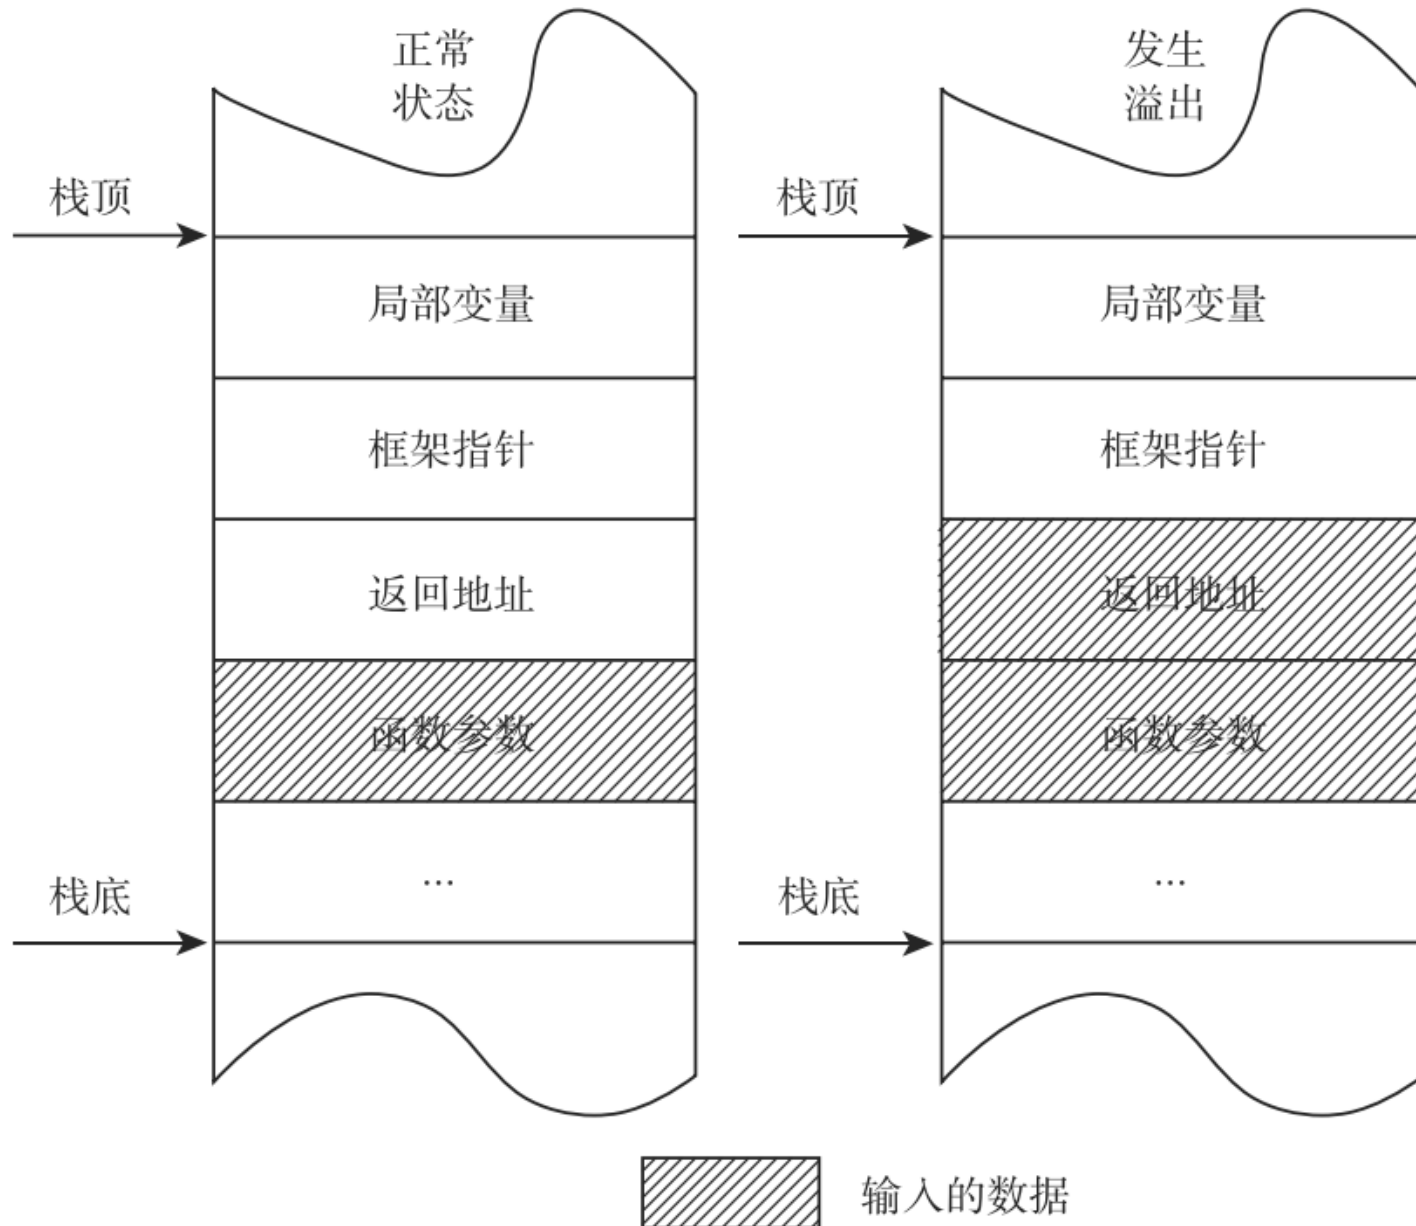 正常
状态
栈顶
局部变量
框架指针
返回地址
函数参数
...
栈底
发生
溢出
栈顶
局部变量
框架指针
返回地址
函数参数
...
栈底
输入的数据